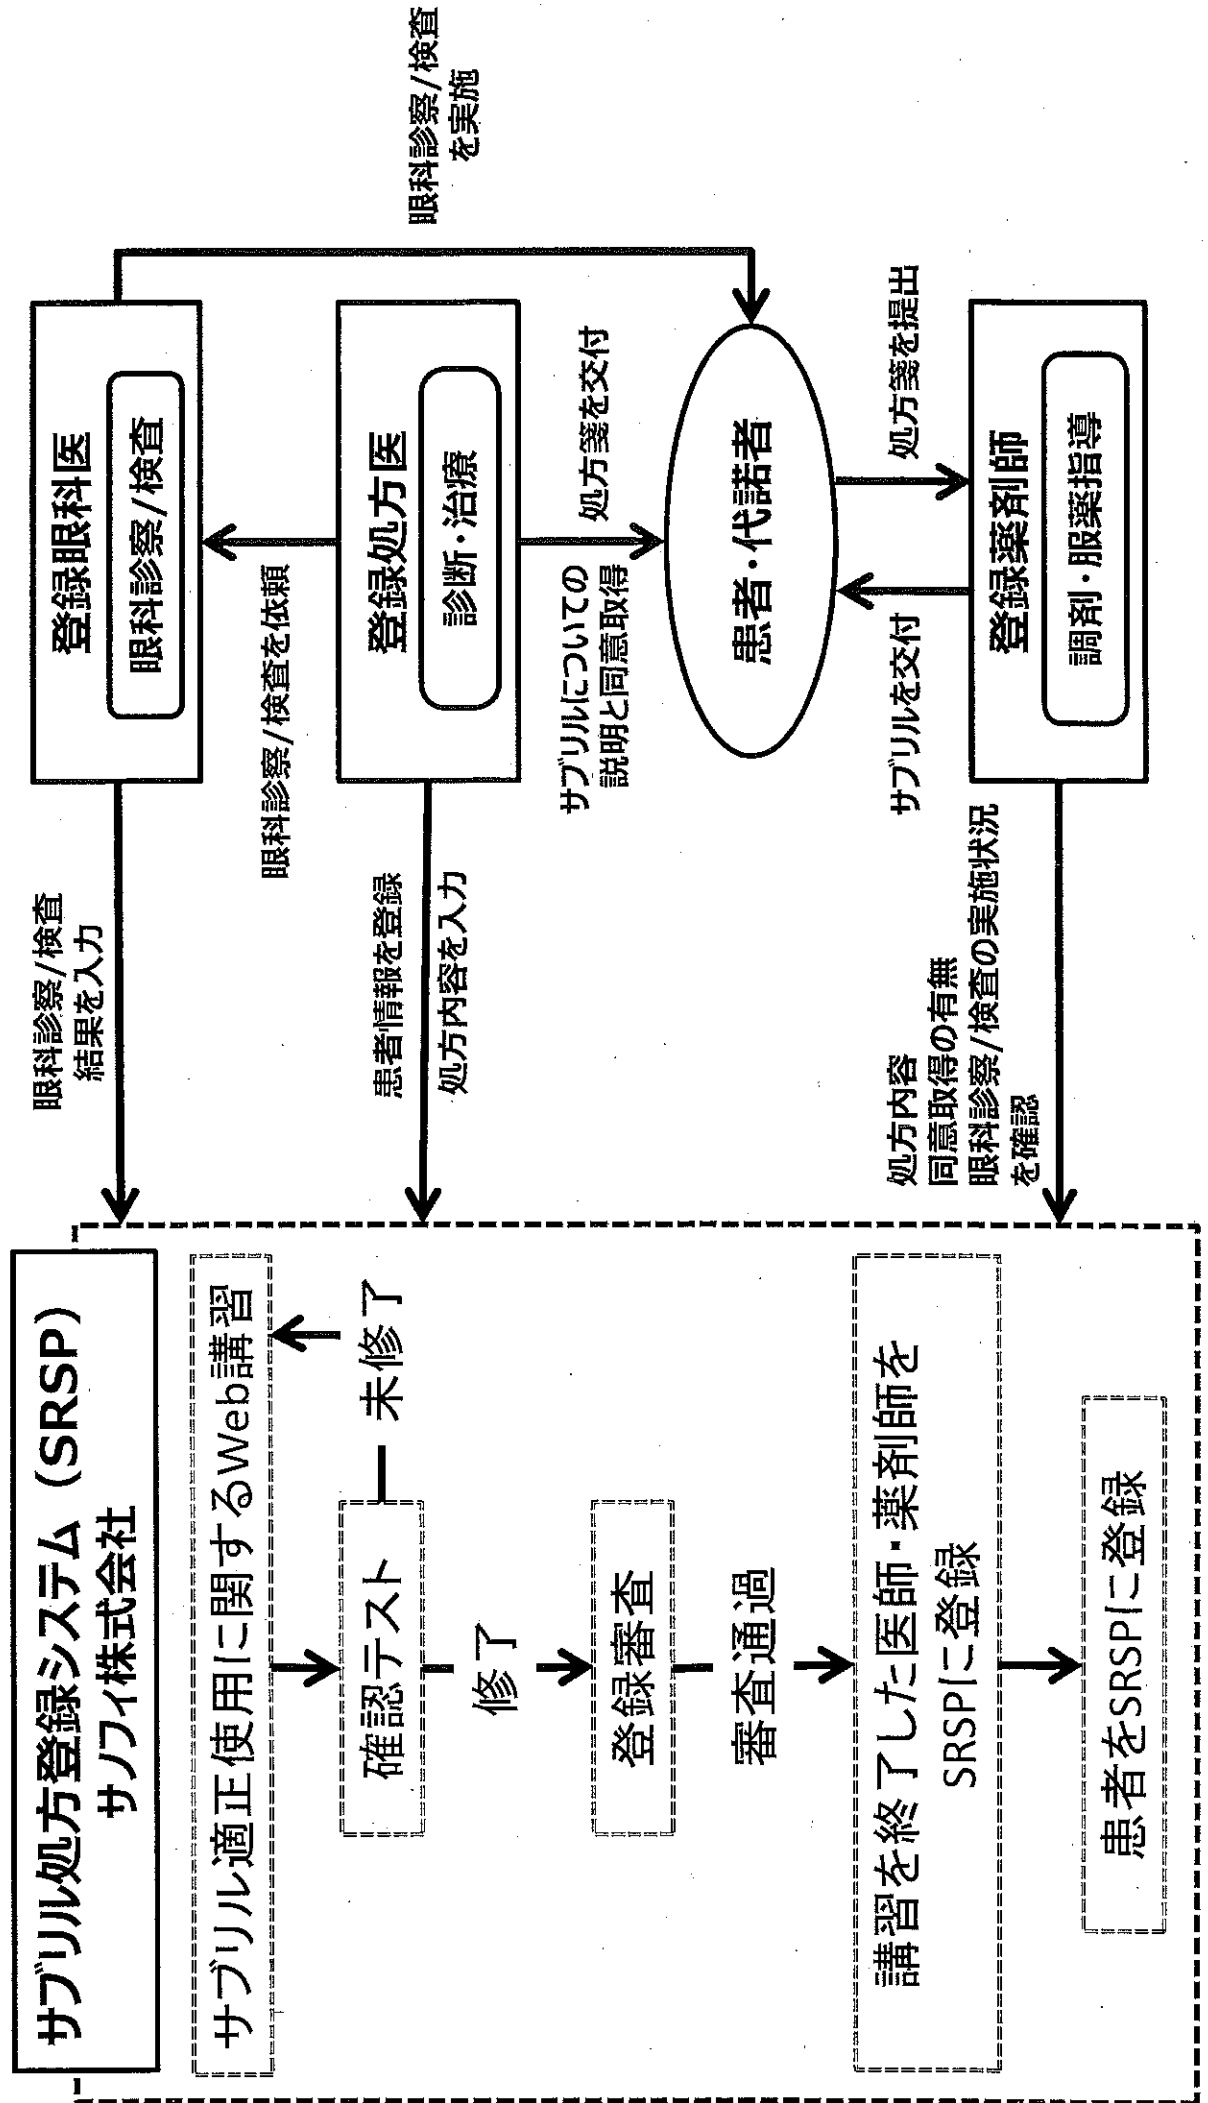 サブリル処方登録システム（SRSP）
サノフィ株式会社
サブリル適正使用に関するWeb講習
確認テスト
未修了
修了
登録審査
審査通過
講習を終了した医師・薬剤師を
SRSPに登録
患者をSRSPに登録
眼科診察/検査
結果を入力
患者情報を登録
処方内容を入力
処方内容
同意取得の有無
眼科診察/検査の実施状況
を確認
登録眼科医
眼科診察/検査
眼科診察/検査を依頼
登録処方医
診断・治療
サブリルについての
説明と同意取得
処方箋を交付
患者・代諾者
サブリルを交付
処方箋を提出
登録薬剤師
調剤・服薬指導
眼科診察/検査
を実施